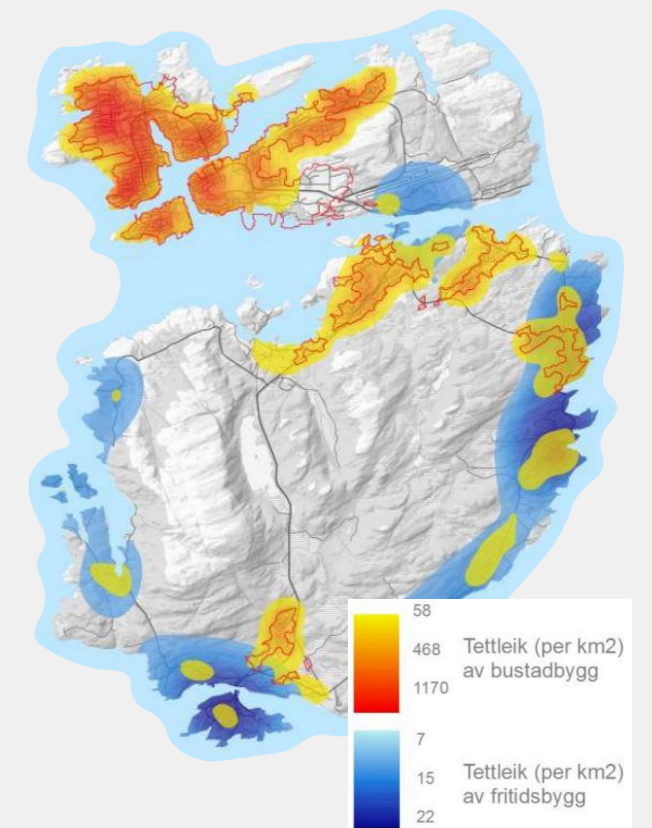 58
468
1170
Tettleik (per km2)
av bustadbygg
7
15
22
Tettleik (per km2)
av fritidsbygg